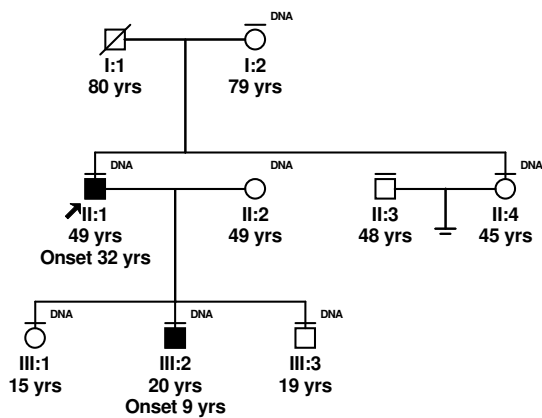 DNA
I:1
I:2
80 yrs
79 yrs
DNA
DNA
DNA
II:1
II:2
II:3
II:4
49 yrs
49 yrs
48 yrs
45 yrs
Onset 32 yrs
DNA
DNA
DNA
III:1
III:2
III:3
15 yrs
20 yrs
19 yrs
Onset 9 yrs